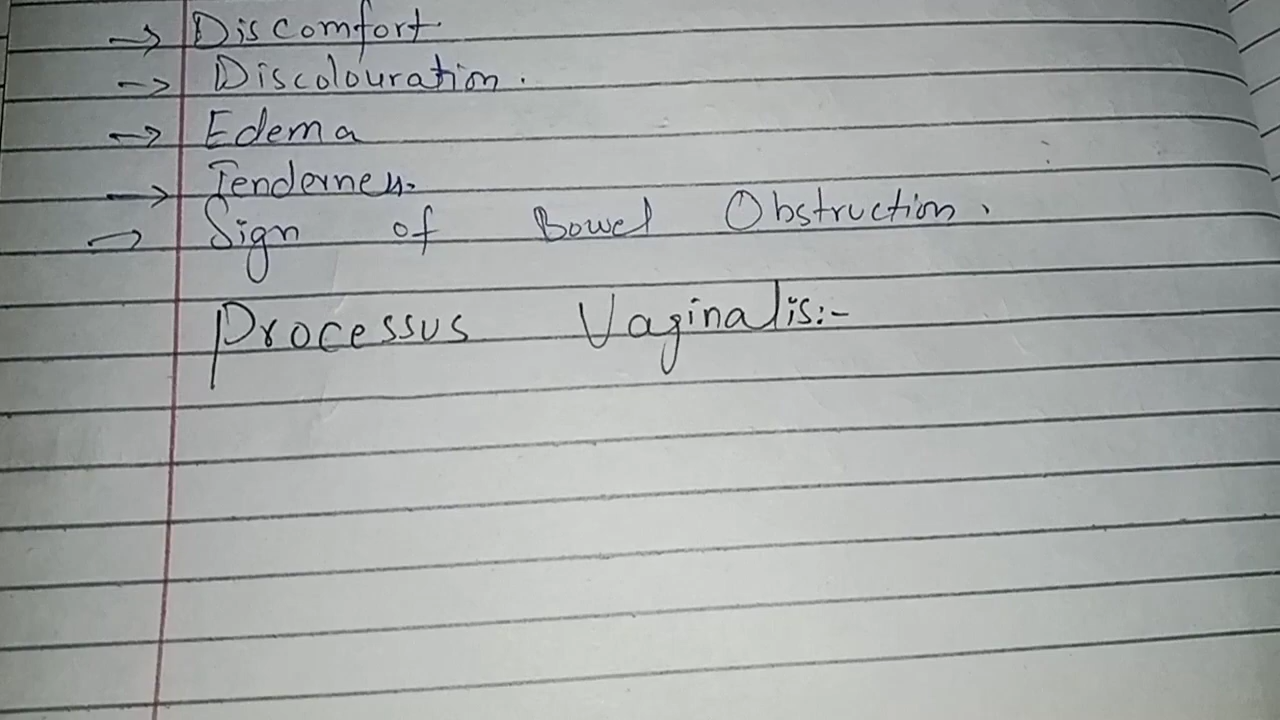 → Discomfort
→ Discolouration.
→ Edema
→ Tenderness.
→ Sign of Bowel Obstruction.
Processus Vaginalis:-